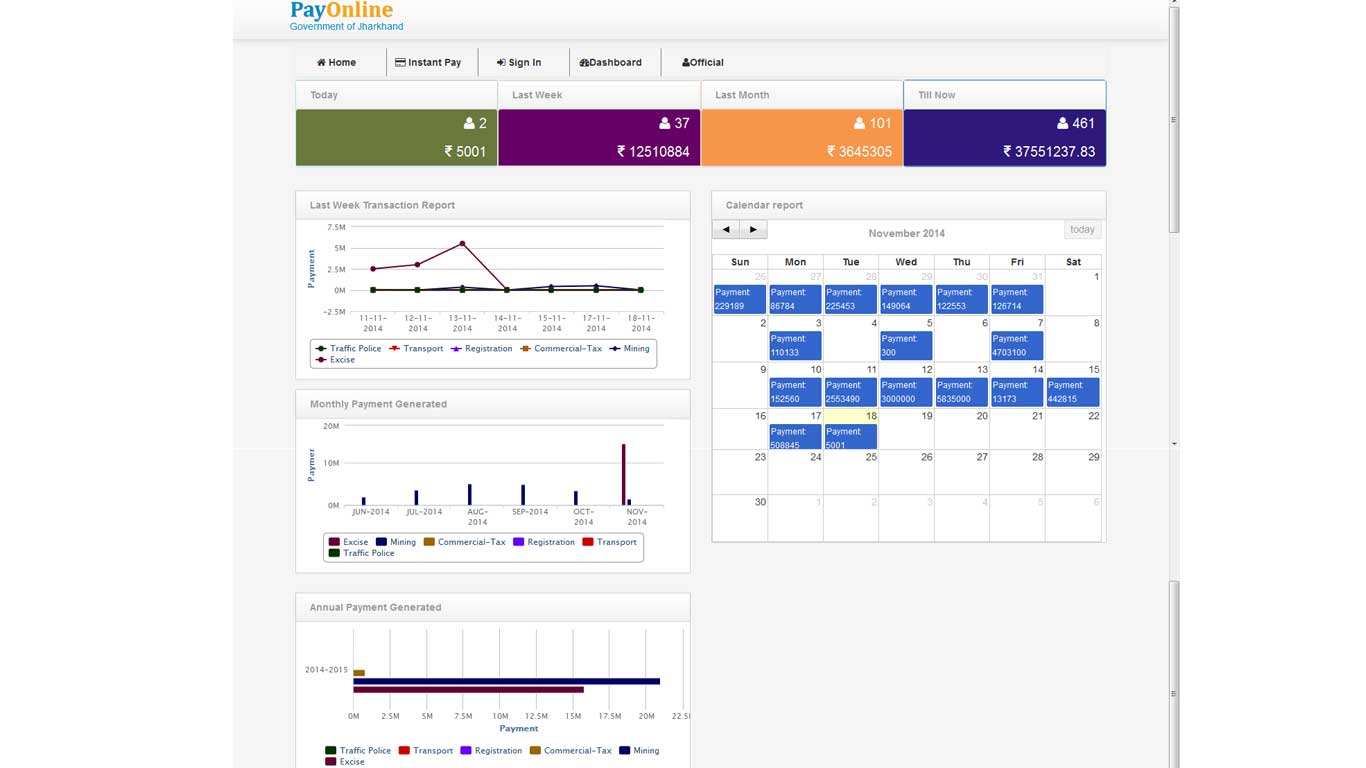 PayOnline
Government of Jharkhand
Home Instant Pay Sign In Dashboard Official
Today Last Week Last Month Till Now
2 37 101 461
₹ 5001 ₹ 12510884 ₹ 3645305 ₹ 37551237.83
Last Week Transaction Report
7.5M
5M
2.5M
0M
-2.5M
Payment
11-11-2014 12-11-2014 13-11-2014 14-11-2014 15-11-2014 17-11-2014 18-11-2014
Traffic Police Transport Registration Commercial-Tax Mining
Excise
Monthly Payment Generated
20M
10M
0M
Paymer
JUN-2014 JUL-2014 AUG-2014 SEP-2014 OCT-2014 NOV-2014
Excise Mining Commercial-Tax Registration Transport
Traffic Police
Annual Payment Generated
2014-2015
0M 2.5M 5M 7.5M 10M 12.5M 15M 17.5M 20M 22.5
Payment
Traffic Police Transport Registration Commercial-Tax Mining
Excise
Calendar report
◄ ► November 2014 today
Sun Mon Tue Wed Thu Fri Sat
26 27 28 29 30 31 1
Payment: Payment: Payment: Payment: Payment: Payment:
229189 86784 225453 149064 122553 126714
2 3 4 5 6 7 8
Payment: Payment: Payment:
110133 300 4703100
9 10 11 12 13 14 15
Payment: Payment: Payment: Payment: Payment: Payment:
152560 2553490 3000000 5835000 13173 442815
16 17 18 19 20 21 22
Payment: Payment:
508845 5001
23 24 25 26 27 28 29
30 1 2 3 4 5 6